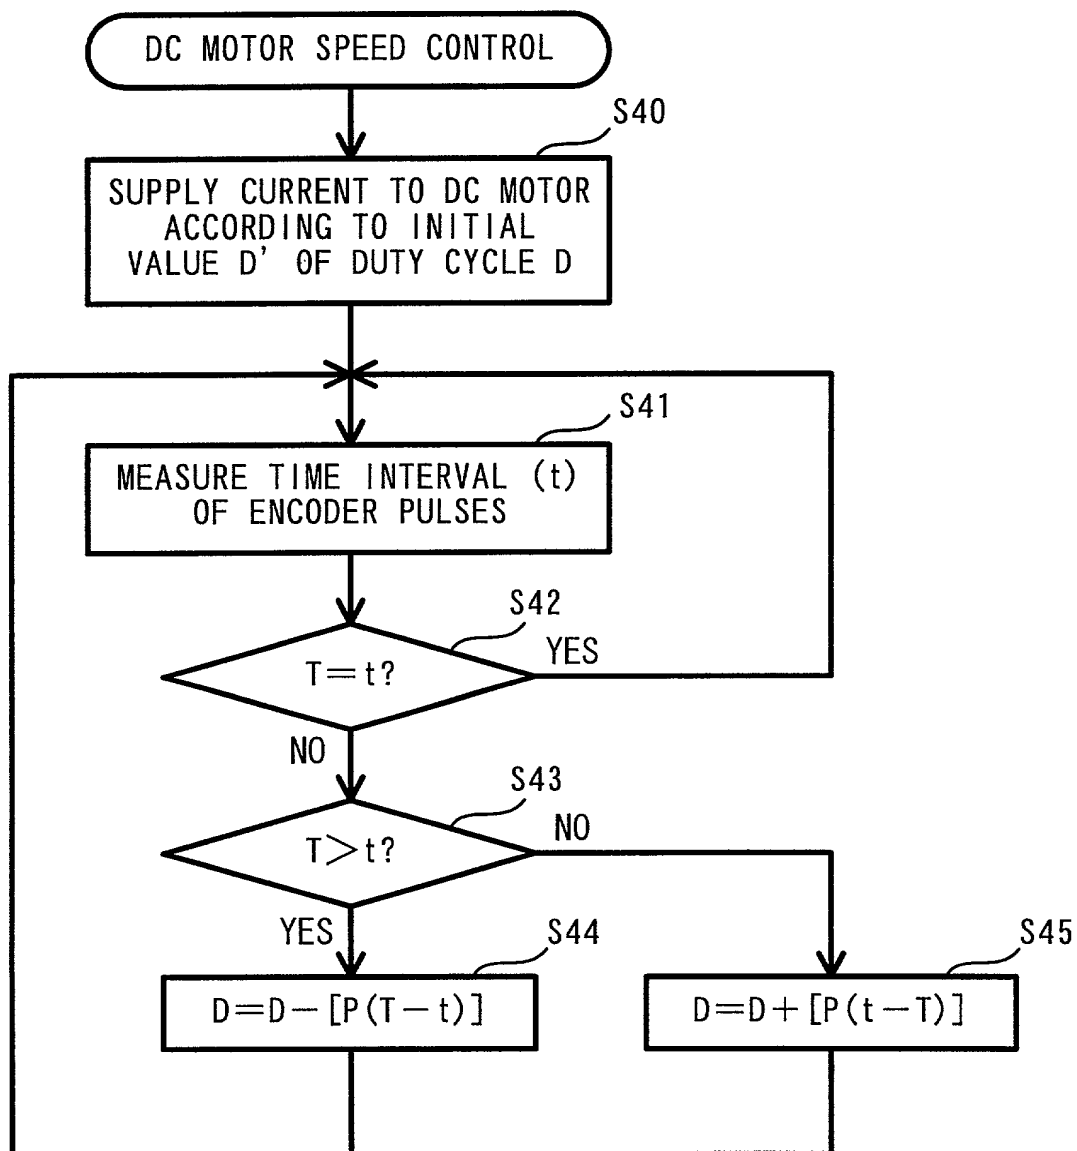 DC MOTOR SPEED CONTROL
S40
SUPPLY CURRENT TO DC MOTOR
ACCORDING TO INITIAL
VALUE D' OF DUTY CYCLE D
S41
MEASURE TIME INTERVAL (t)
OF ENCODER PULSES
S42
T=t?
YES
NO
S43
T>t?
NO
YES
S44
D=D-[P(T-t)]
S45
D=D+[P(t-T)]